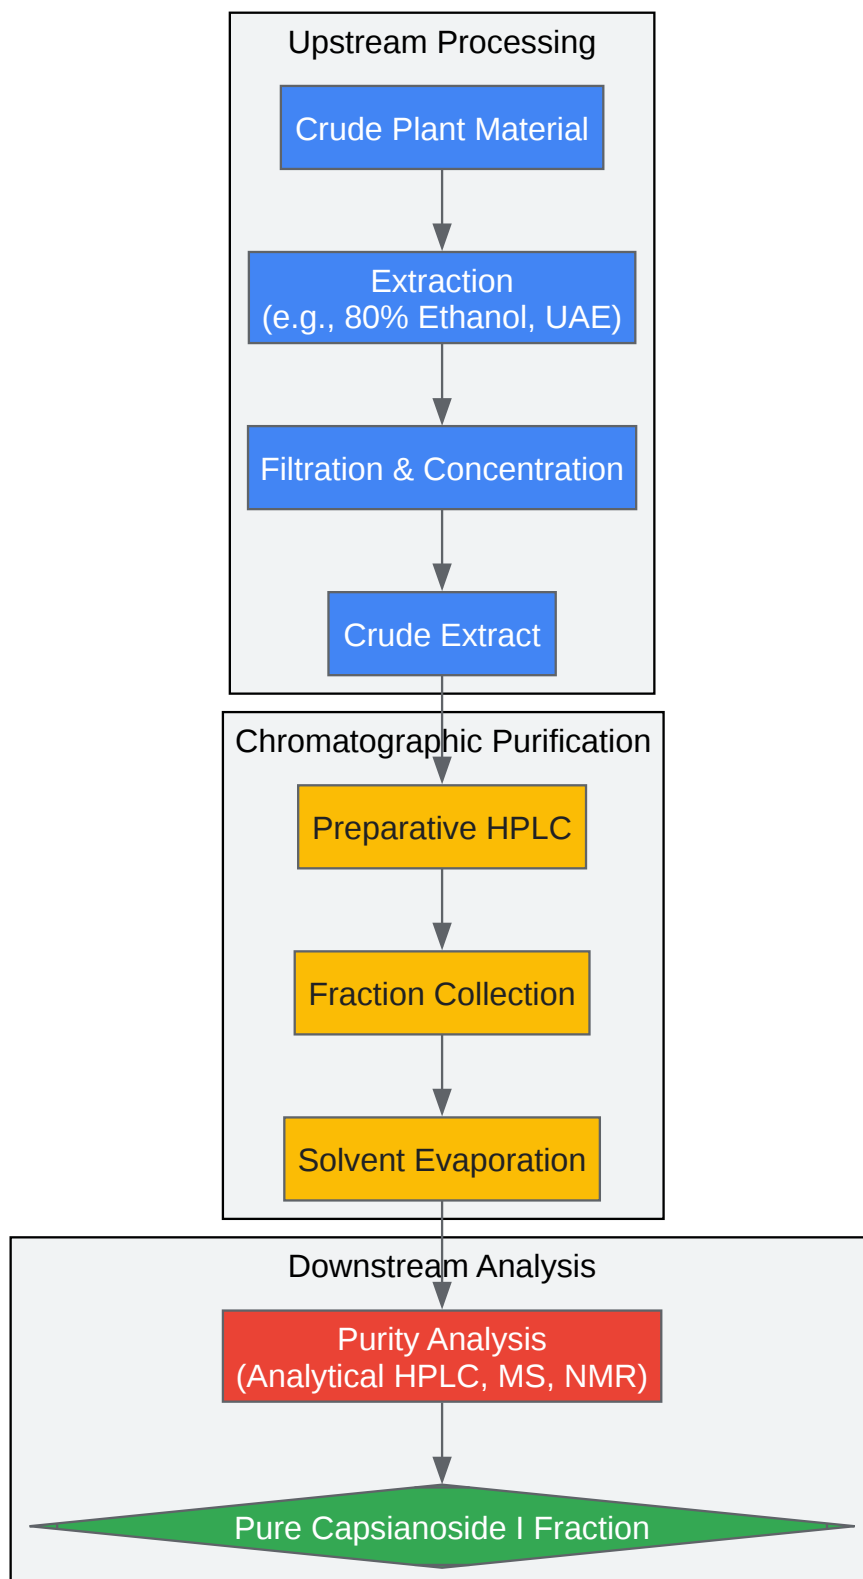 Upstream Processing
Crude Plant Material
Extraction
(e.g., 80% Ethanol, UAE)
Filtration & Concentration
Crude Extract
Chromatographic Purification
Preparative HPLC
Fraction Collection
Solvent Evaporation
Downstream Analysis
Purity Analysis
(Analytical HPLC, MS, NMR)
Pure Capsianoside I Fraction